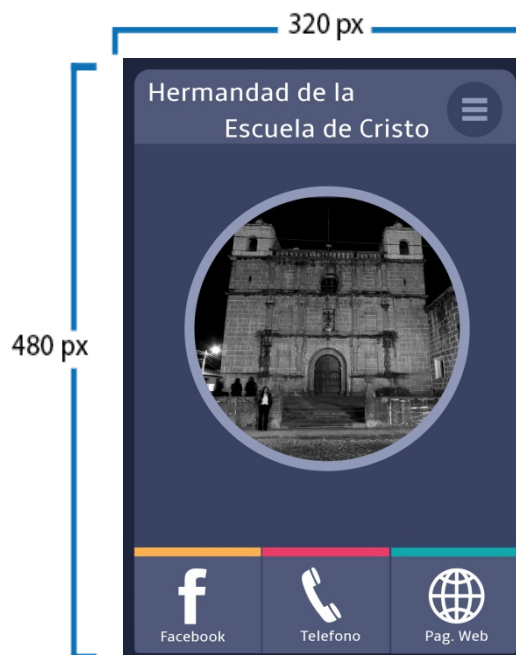 320 px
480 px
Hermandad de la
Escuela de Cristo
f
Facebook
Telefono
Pag. Web